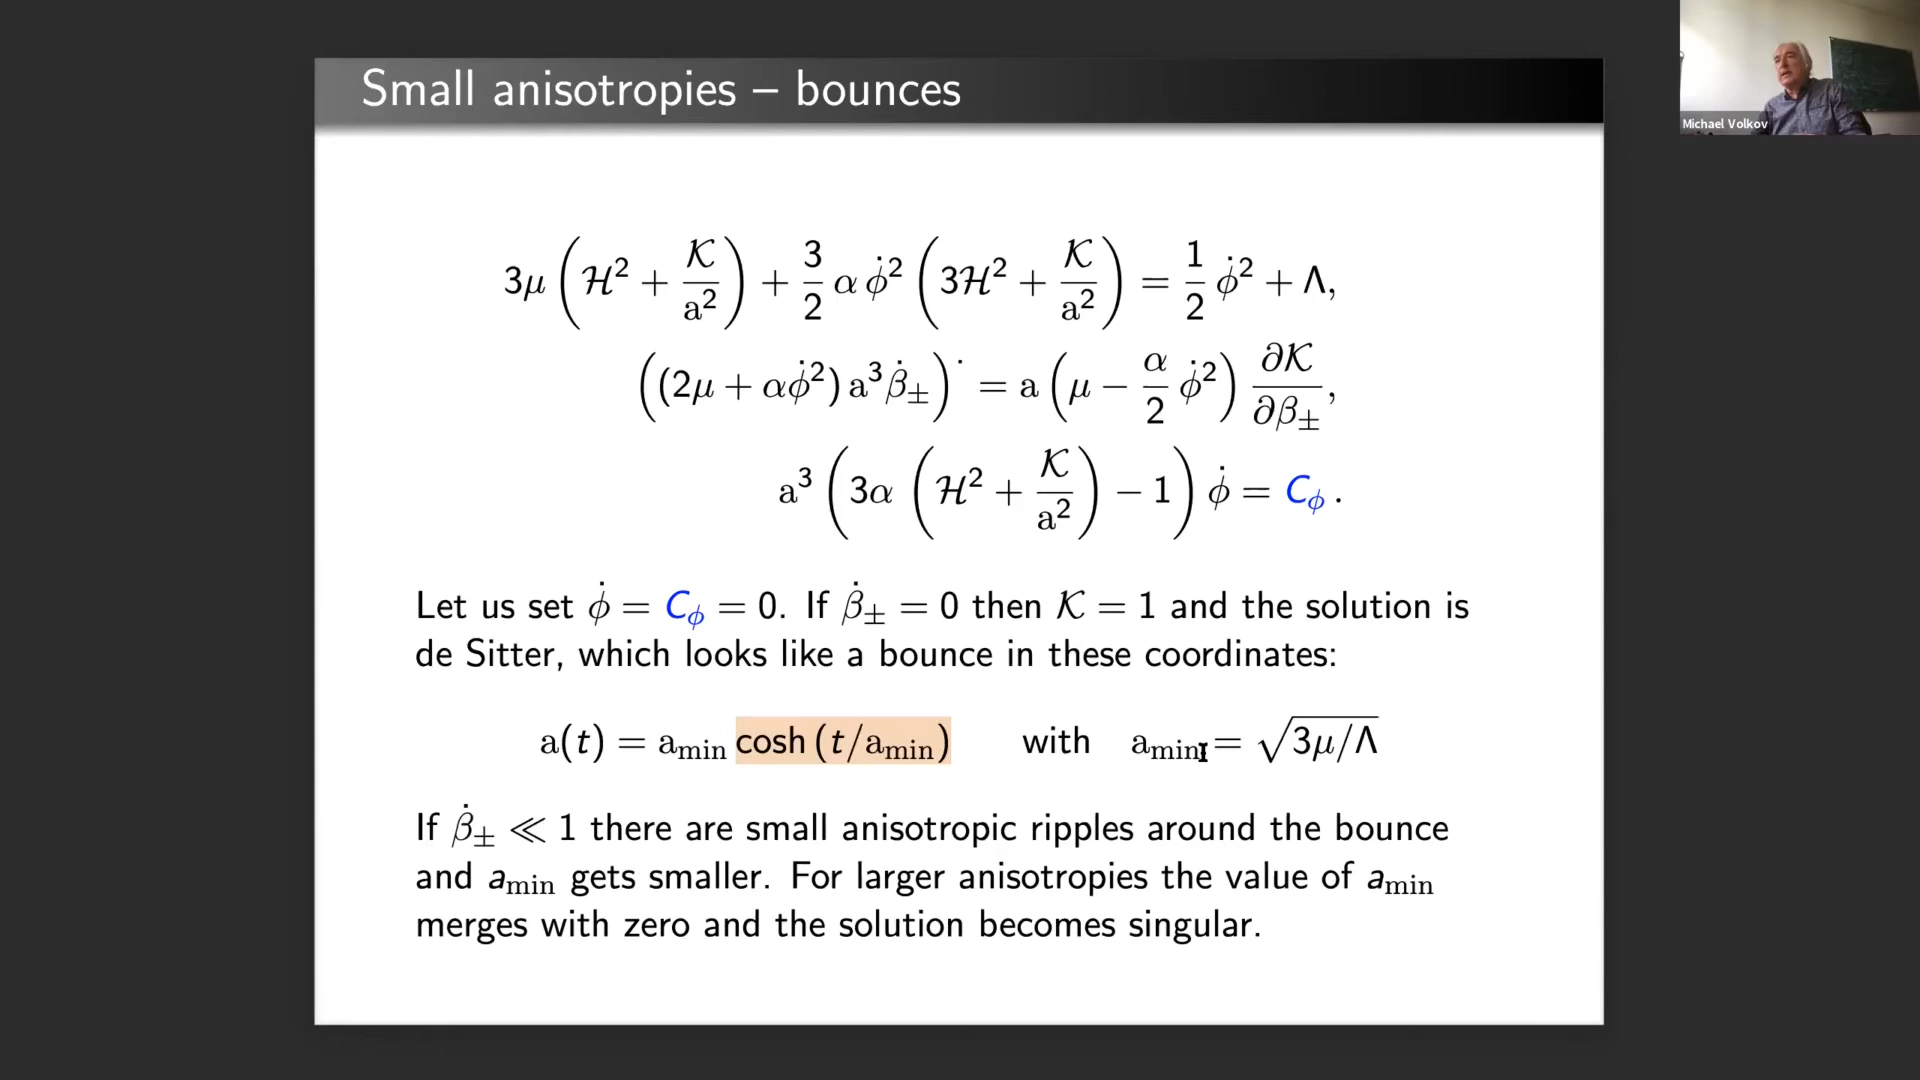 Small anisotropies – bounces
Michael Volkov
3μ (ℋ² + 𝒦/a²) + 3/2 α ϕ̇² (3ℋ² + 𝒦/a²) = 1/2 ϕ̇² + Λ,
((2μ + αϕ̇²) a³ β̇±)˙ = a (μ − α/2 ϕ̇²) ∂𝒦/∂β±,
a³ (3α (ℋ² + 𝒦/a²) − 1) ϕ̇ = C_ϕ .
Let us set ϕ̇ = C_ϕ = 0. If β̇± = 0 then 𝒦 = 1 and the solution is
de Sitter, which looks like a bounce in these coordinates:
a(t) = a_min cosh (t/a_min) with a_min = √3μ/Λ
If β̇± ≪ 1 there are small anisotropic ripples around the bounce
and a_min gets smaller. For larger anisotropies the value of a_min
merges with zero and the solution becomes singular.